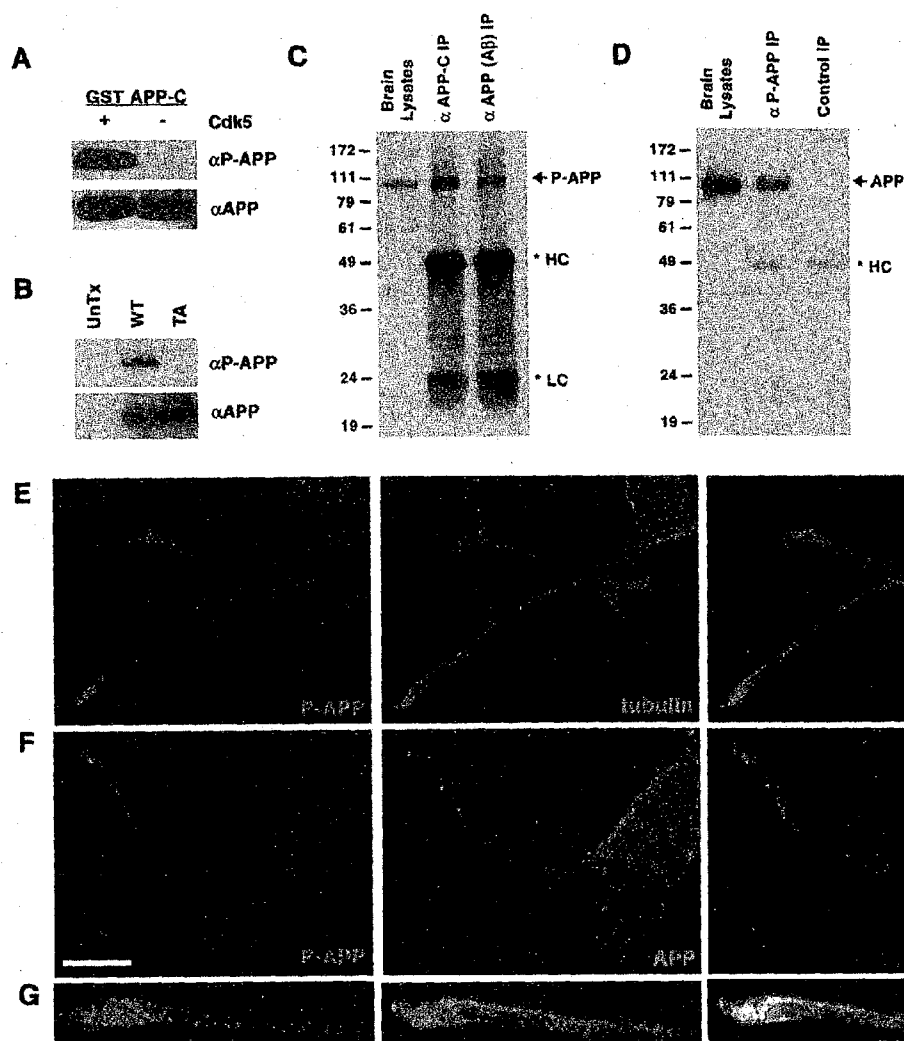 A
GST APP-C
+ - Cdk5
αP-APP
αAPP
B
UnTx WT TA
αP-APP
αAPP
C
Brain Lysates
α APP-C IP
α APP (Aβ) IP
172
111
79
61
49
36
24
19
P-APP
* HC
* LC
D
Brain Lysates
α P-APP IP
Control IP
172
111
79
61
49
36
24
19
APP
* HC
E
P-APP
tubulin
F
P-APP
APP
G